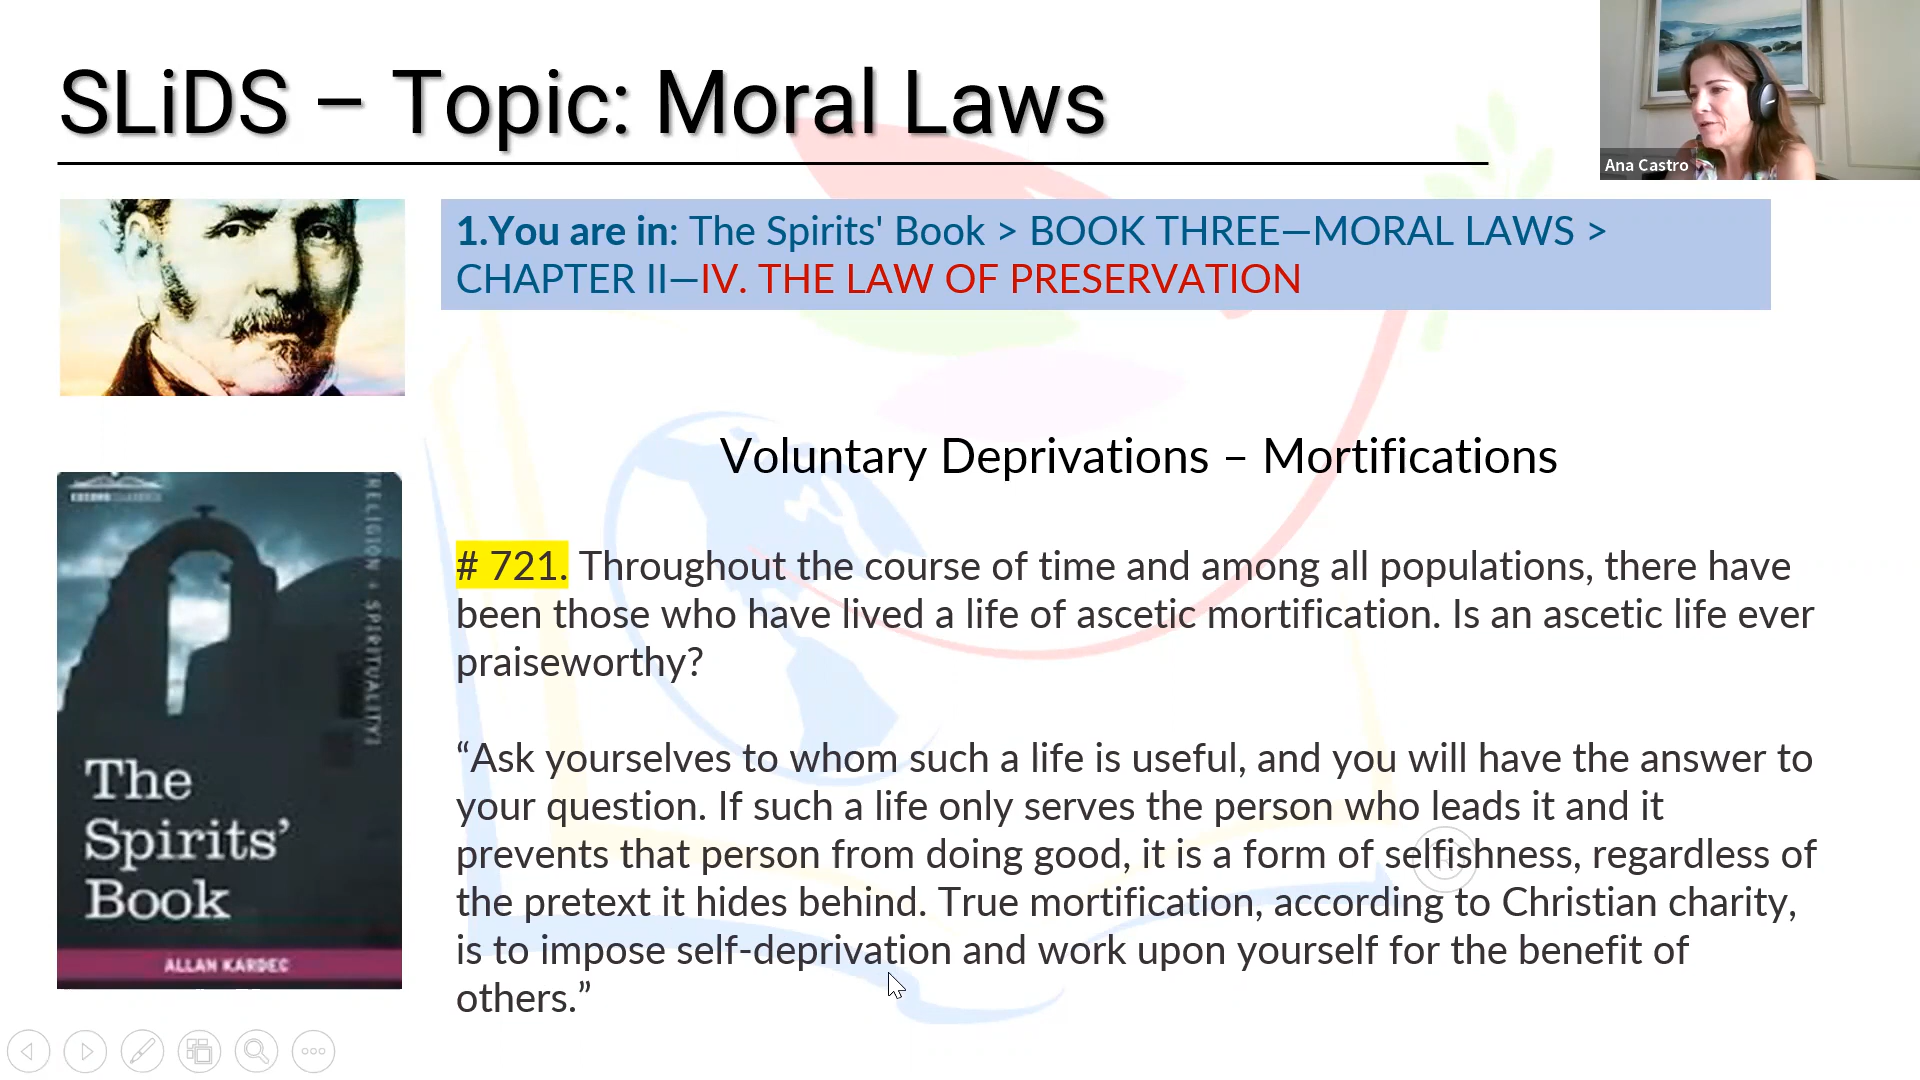 SLiDS – Topic: Moral Laws
Ana Castro
1.You are in: The Spirits' Book > BOOK THREE—MORAL LAWS >
CHAPTER II—IV. THE LAW OF PRESERVATION
Voluntary Deprivations – Mortifications
# 721. Throughout the course of time and among all populations, there have
been those who have lived a life of ascetic mortification. Is an ascetic life ever
praiseworthy?
“Ask yourselves to whom such a life is useful, and you will have the answer to
your question. If such a life only serves the person who leads it and it
prevents that person from doing good, it is a form of selfishness, regardless of
the pretext it hides behind. True mortification, according to Christian charity,
is to impose self-deprivation and work upon yourself for the benefit of
others.”
RELIGION + SPIRITUALITY
The
Spirits’
Book
ALLAN KARDEC